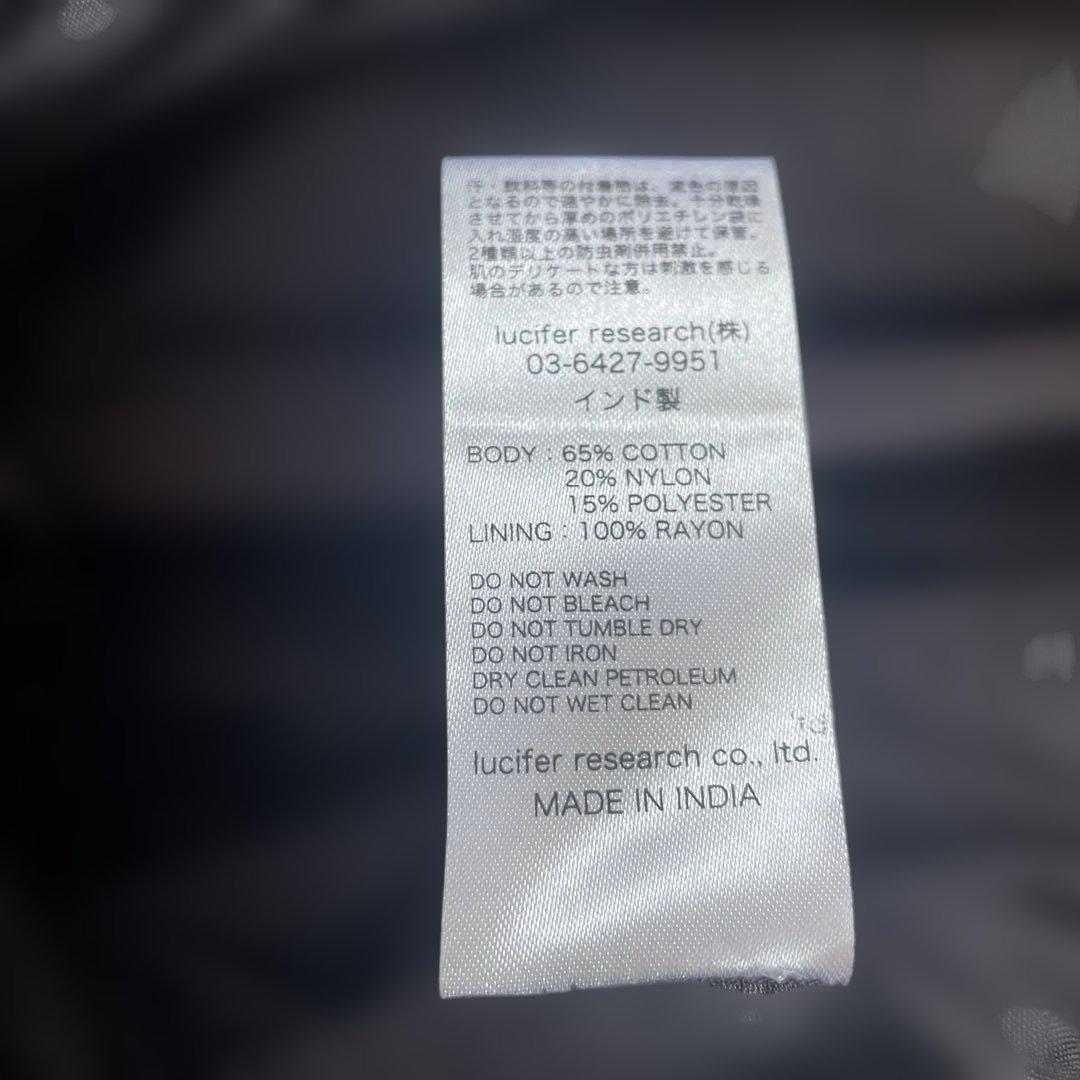 汗・飲料等の付着物は、変色の原因
となるので速やかに除去。十分乾燥
させてから厚めのポリエチレン袋に
入れ湿度の高い場所を避けて保管。
2種類以上の防虫剤併用禁止。
肌のデリケートな方は刺激を感じる
場合があるので注意。
lucifer research(株)
03-6427-9951
インド製
BODY : 65% COTTON
20% NYLON
15% POLYESTER
LINING : 100% RAYON
DO NOT WASH
DO NOT BLEACH
DO NOT TUMBLE DRY
DO NOT IRON
DRY CLEAN PETROLEUM
DO NOT WET CLEAN
lucifer research co., ltd.
MADE IN INDIA